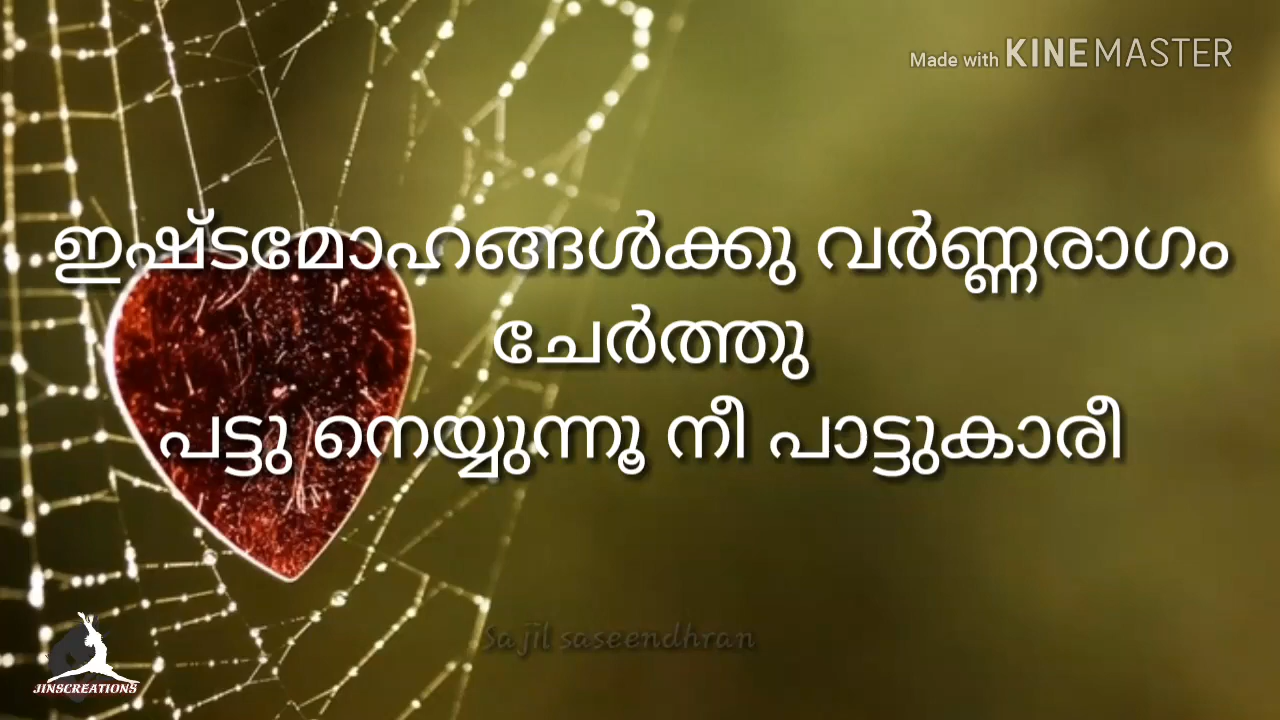 Made with KINEMASTER
ഇഷ്ടമോഹങ്ങൾക്കു വർണ്ണരാഗം
ചേർത്തു
പട്ടു നെയ്യുന്നൂ നീ പാട്ടുകാരീ
Sajil saseendhran
JINSCREATIONS